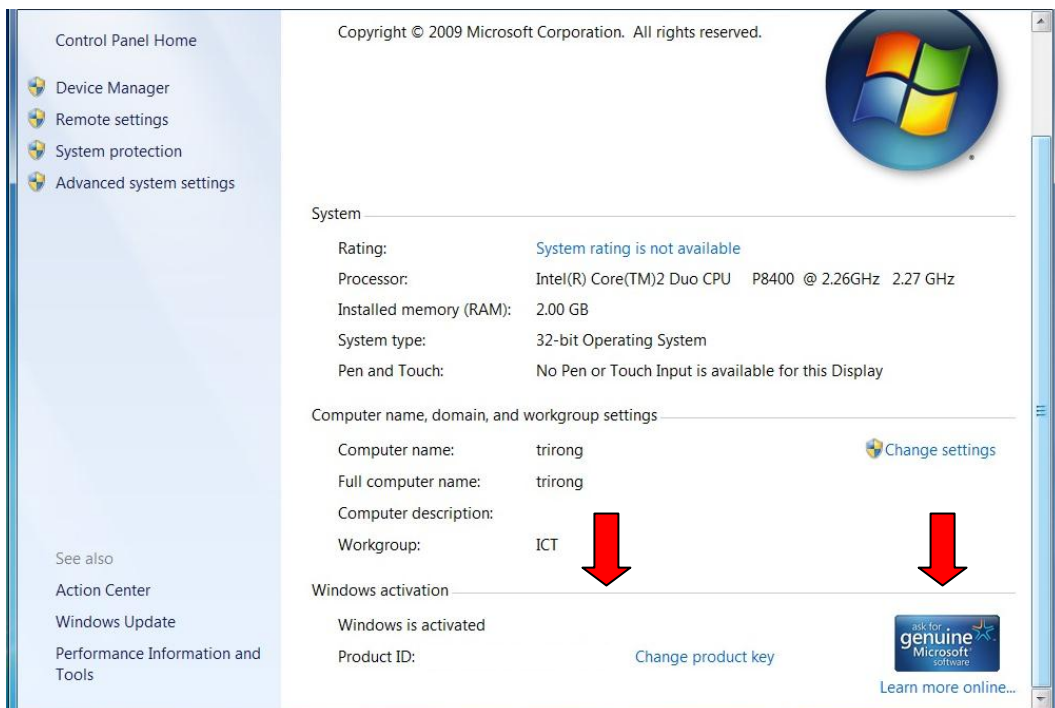 Control Panel Home
Device Manager
Remote settings
System protection
Advanced system settings
See also
Action Center
Windows Update
Performance Information and
Tools
Copyright © 2009 Microsoft Corporation. All rights reserved.
System
Rating: System rating is not available
Processor: Intel(R) Core(TM)2 Duo CPU P8400 @ 2.26GHz 2.27 GHz
Installed memory (RAM): 2.00 GB
System type: 32-bit Operating System
Pen and Touch: No Pen or Touch Input is available for this Display
Computer name, domain, and workgroup settings
Computer name: trirong Change settings
Full computer name: trirong
Computer description:
Workgroup: ICT
Windows activation
Windows is activated
Product ID: Change product key
ask for
genuine
Microsoft
software
Learn more online...